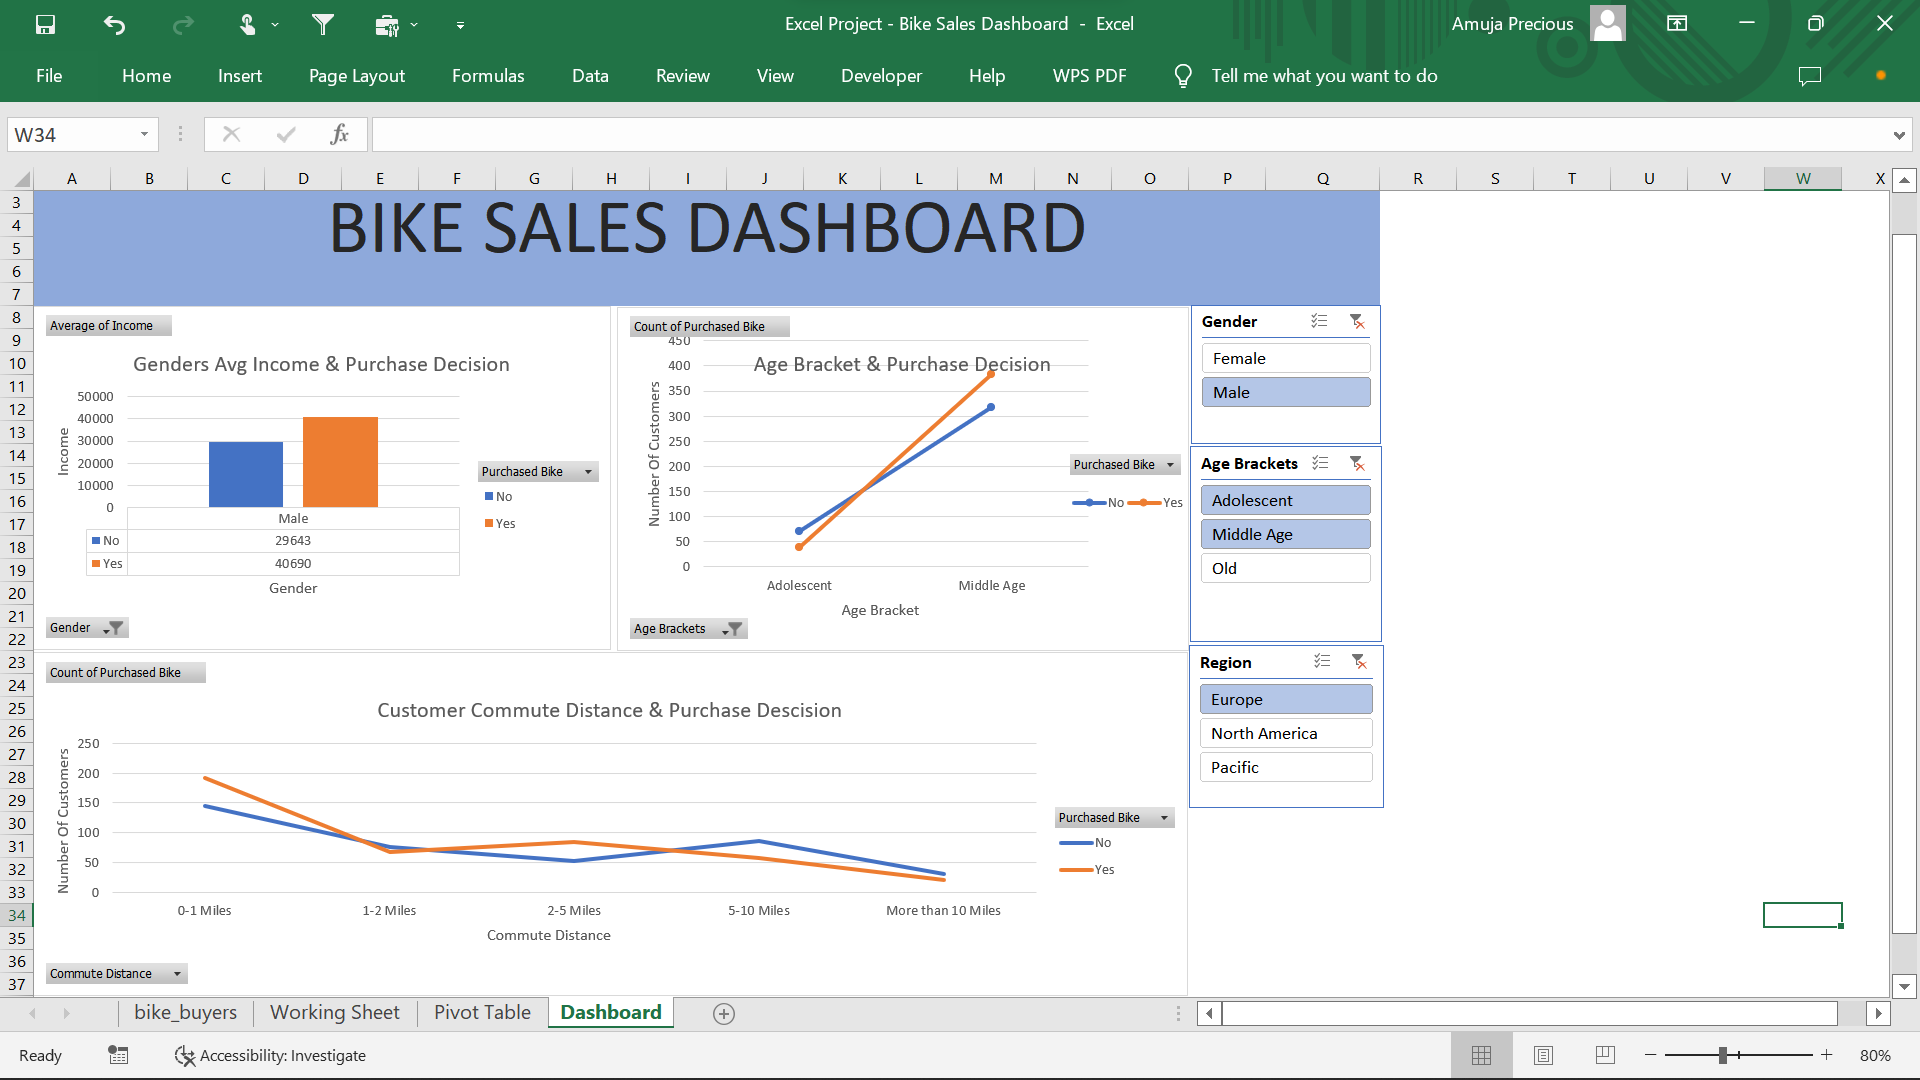 Excel Project - Bike Sales Dashboard - Excel
Amuja Precious
File Home Insert Page Layout Formulas Data Review View Developer Help WPS PDF Tell me what you want to do
W34
fx
A B C D E F G H I J K L M N O P Q R S T U V W X
3
4
5
6
7
8
9
10
11
12
13
14
15
16
17
18
19
20
21
22
23
24
25
26
27
28
29
30
31
32
33
34
35
36
37
BIKE SALES DASHBOARD
Average of Income
Genders Avg Income & Purchase Decision
50000
40000
30000
20000
10000
0
Income
Male
No 29643
Yes 40690
Gender
Purchased Bike
No
Yes
Gender
Count of Purchased Bike
Age Bracket & Purchase Decision
450
400
350
300
250
200
150
100
50
0
Number Of Customers
Adolescent Middle Age
Age Bracket
Purchased Bike
No Yes
Age Brackets
Gender
Female
Male
Age Brackets
Adolescent
Middle Age
Old
Region
Europe
North America
Pacific
Count of Purchased Bike
Customer Commute Distance & Purchase Descision
250
200
150
100
50
0
Number Of Customers
0-1 Miles 1-2 Miles 2-5 Miles 5-10 Miles More than 10 Miles
Commute Distance
Purchased Bike
No
Yes
Commute Distance
bike_buyers Working Sheet Pivot Table Dashboard
Ready
Accessibility: Investigate
80%